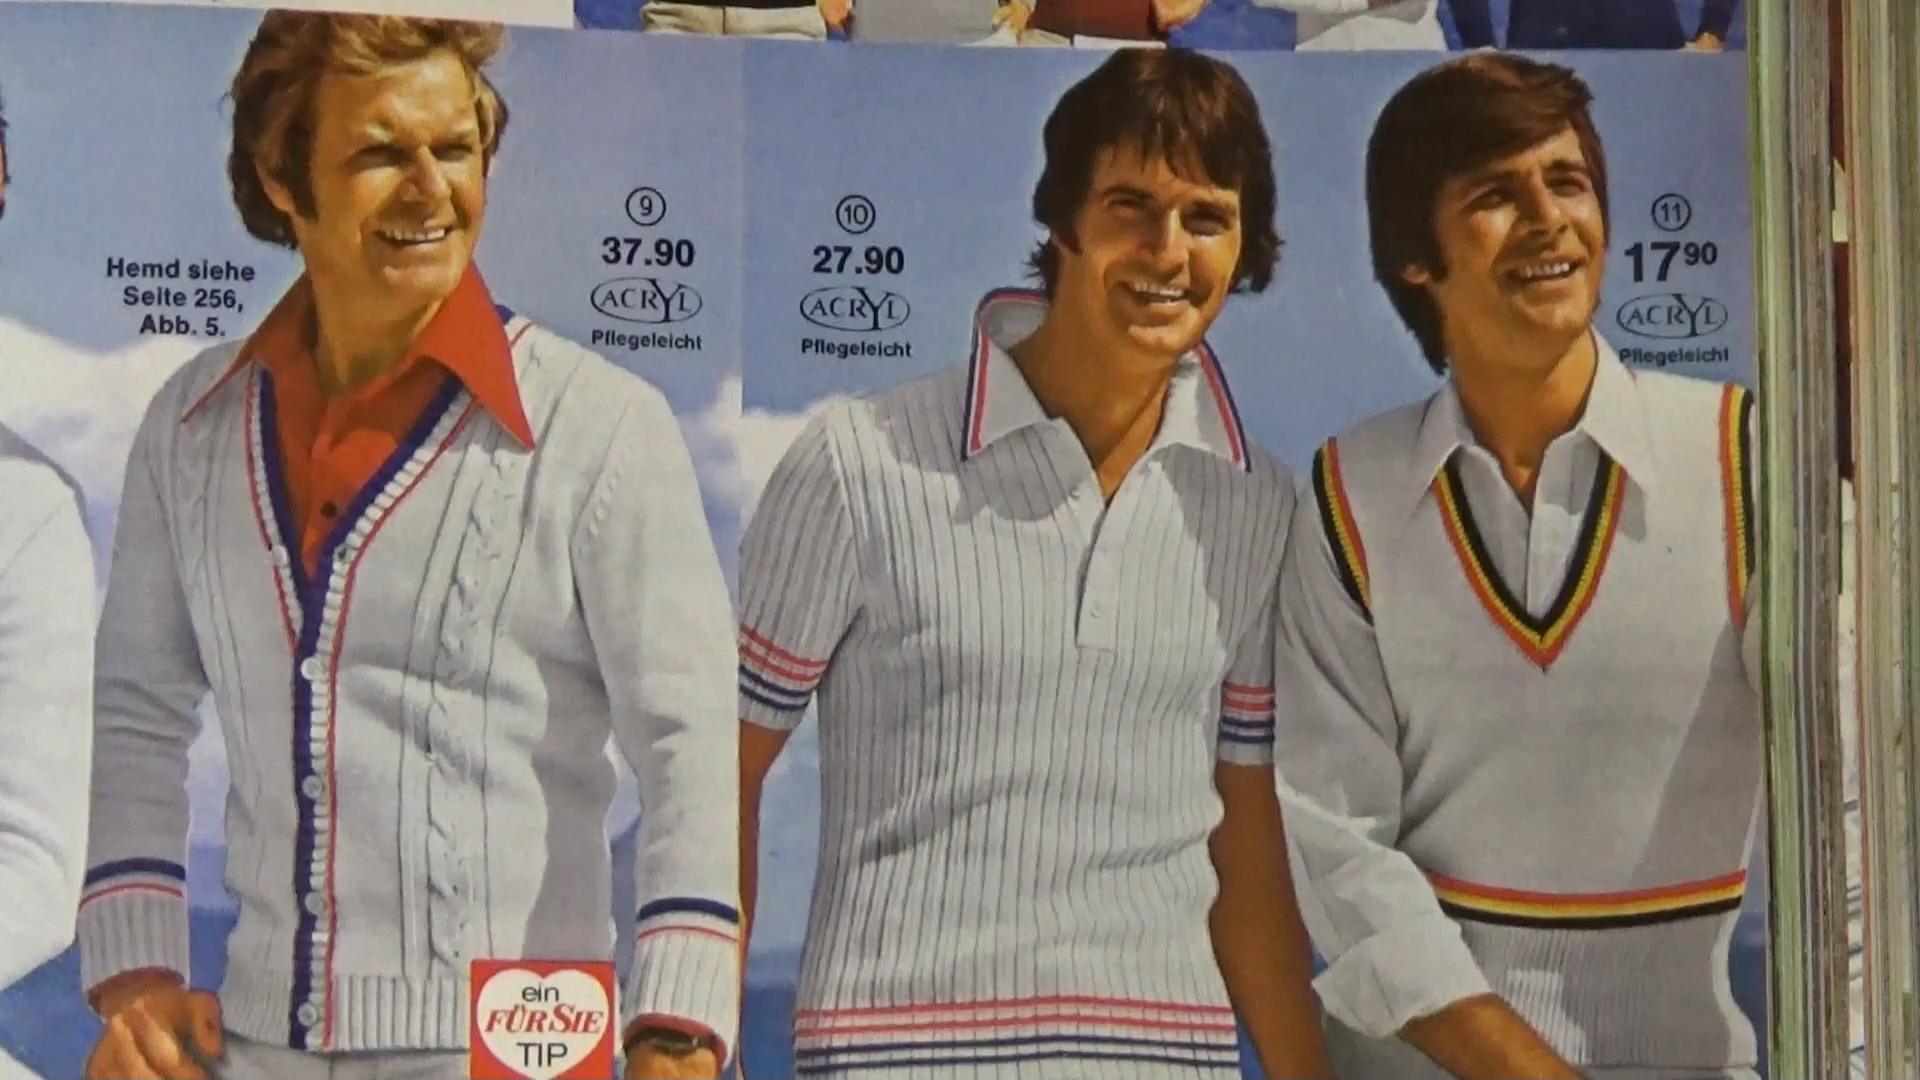 Hemd siehe
Seite 256,
Abb. 5.
9
37.90
ACRYL
Pflegeleicht
10
27.90
ACRYL
Pflegeleicht
11
17 90
ACRYL
Pflegeleicht
ein
FÜR SIE
TIP